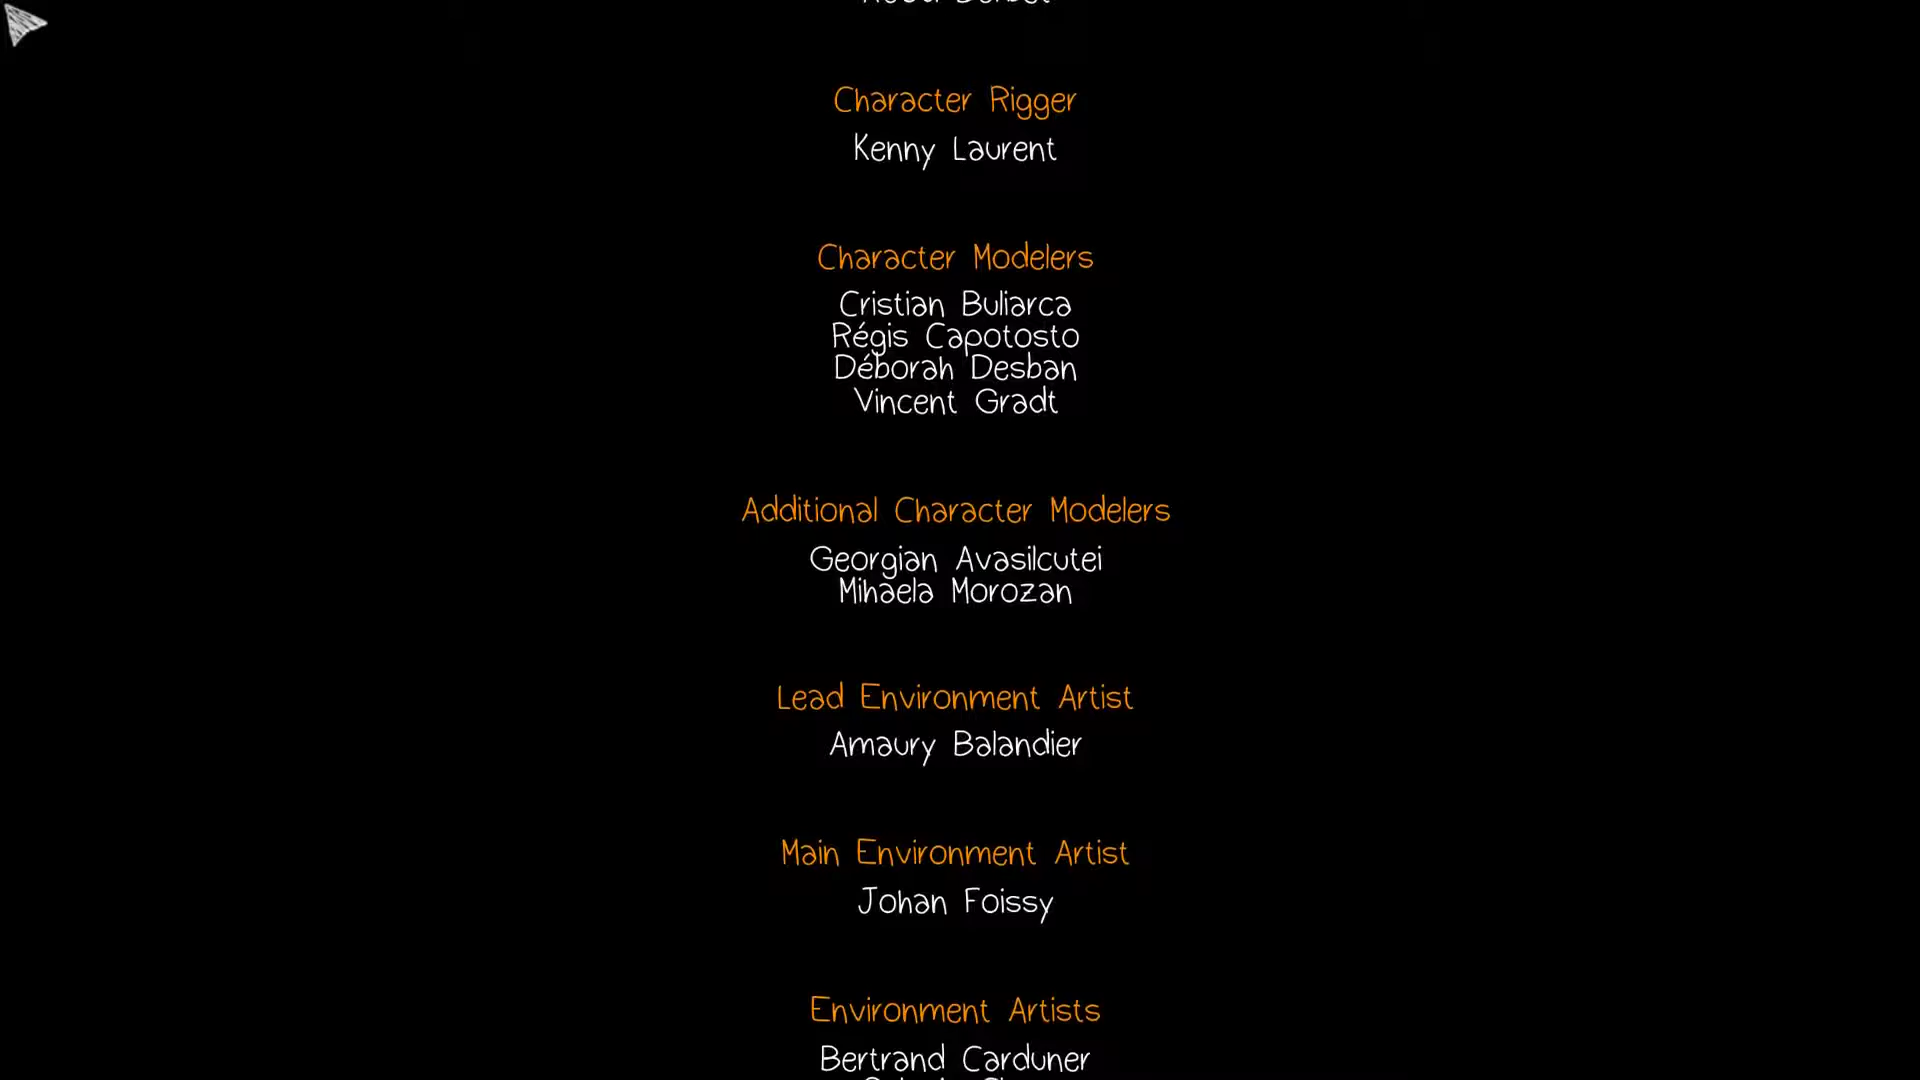 Character Rigger
Kenny Laurent
Character Modelers
Cristian Buliarca
Régis Capotosto
Déborah Desban
Vincent Gradt
Additional Character Modelers
Georgian Avasilcutei
Mihaela Morozan
Lead Environment Artist
Amaury Balandier
Main Environment Artist
Johan Foissy
Environment Artists
Bertrand Carduner